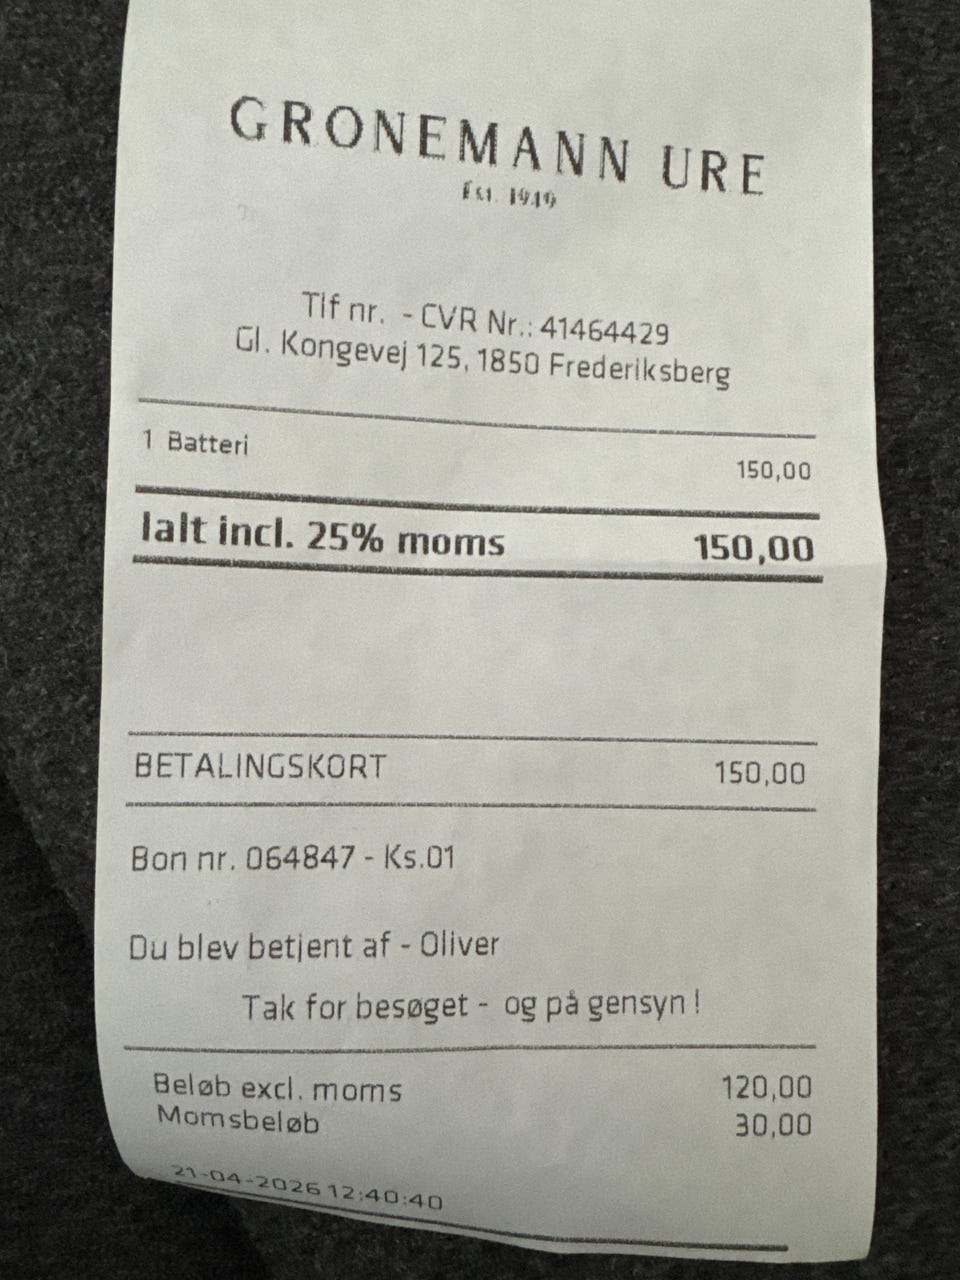 GRONEMANN URE
Est. 1949
Tlf nr. - CVR Nr.: 41464429
Gl. Kongevej 125, 1850 Frederiksberg
1 Batteri 150,00
Ialt incl. 25% moms 150,00
BETALINGSKORT 150,00
Bon nr. 064847 - Ks.01
Du blev betjent af - Oliver
Tak for besøget - og på gensyn !
Beløb excl. moms 120,00
Momsbeløb 30,00
21-04-2026 12:40:40